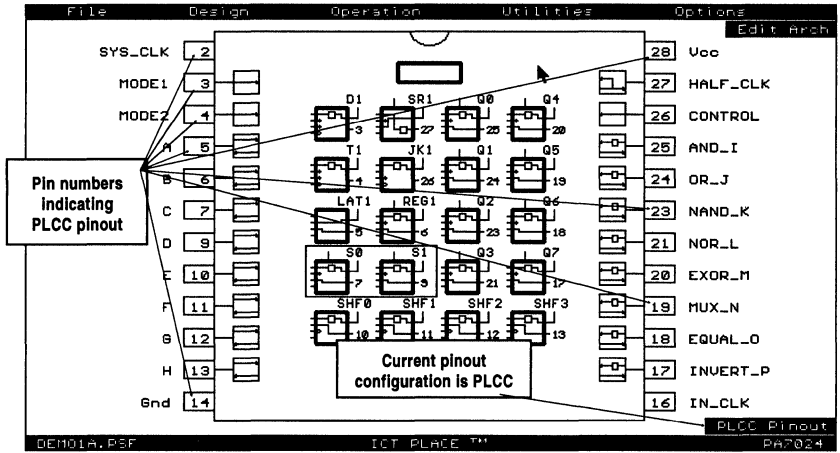 File Design Operation Utilities Options
Edit Arch
SYS_CLK 2
MODE1 3
MODE2 4
A 5
B 6
C 7
D 9
E 10
F 11
G 12
H 13
Gnd 14
Pin numbers
indicating
PLCC pinout
D1 SR1 Q0 Q4
3 27 25 20
T1 JK1 Q1 Q5
4 26 24 19
LAT1 REG1 Q2 Q6
5 6 23 18
S0 S1 Q3 Q7
7 9 21 17
SHF0 SHF1 SHF2 SHF3
10 11 12 13
Current pinout
configuration is PLCC
28 Vcc
27 HALF_CLK
26 CONTROL
25 AND_I
24 OR_J
23 NAND_K
21 NOR_L
20 EXOR_M
19 MUX_N
18 EQUAL_O
17 INVERT_P
16 IN_CLK
PLCC Pinout
DEMO1A.PSF ICT PLACE ™ PA7024